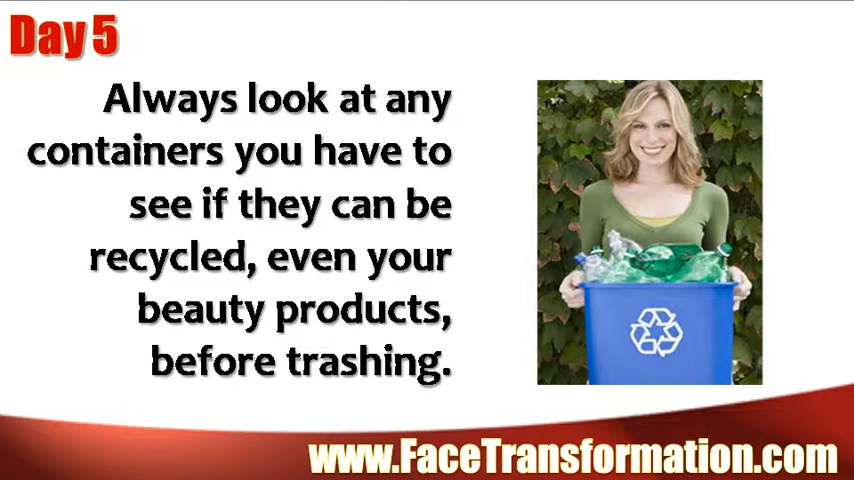 Day 5
Always look at any
containers you have to
see if they can be
recycled, even your
beauty products,
before trashing.
www.FaceTransformation.com